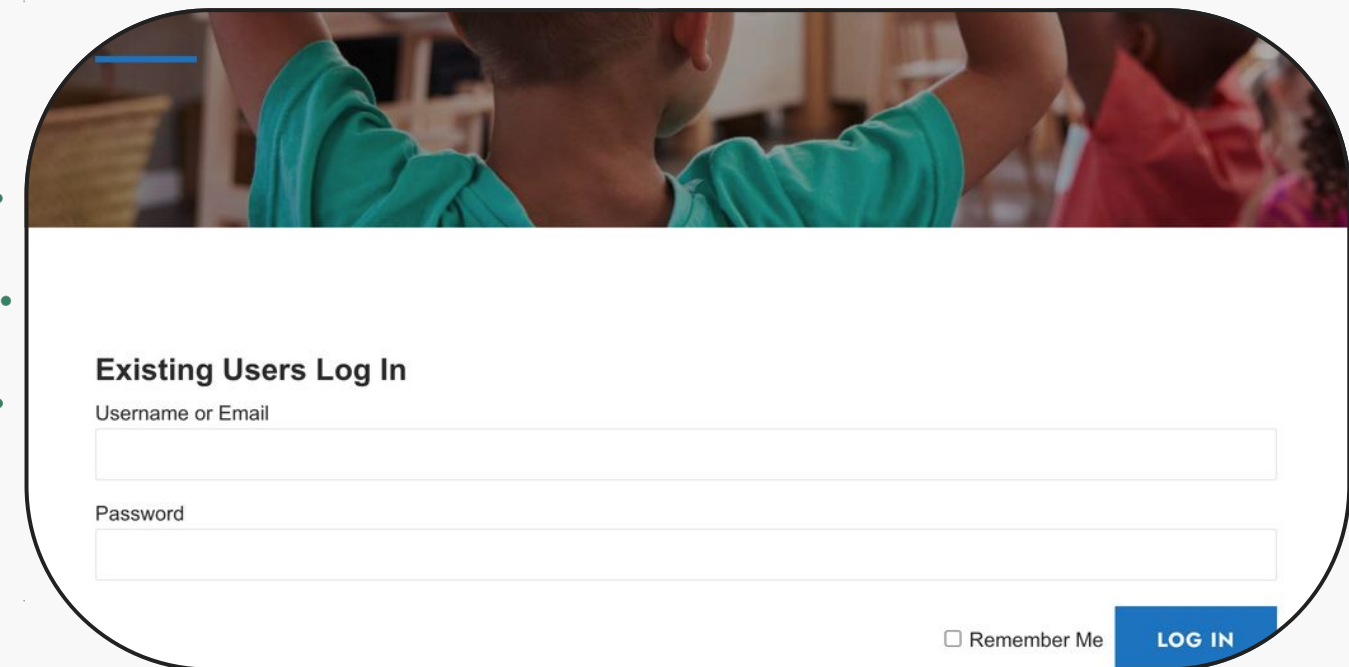 Existing Users Log In
Username or Email
Password
Remember Me
LOG IN